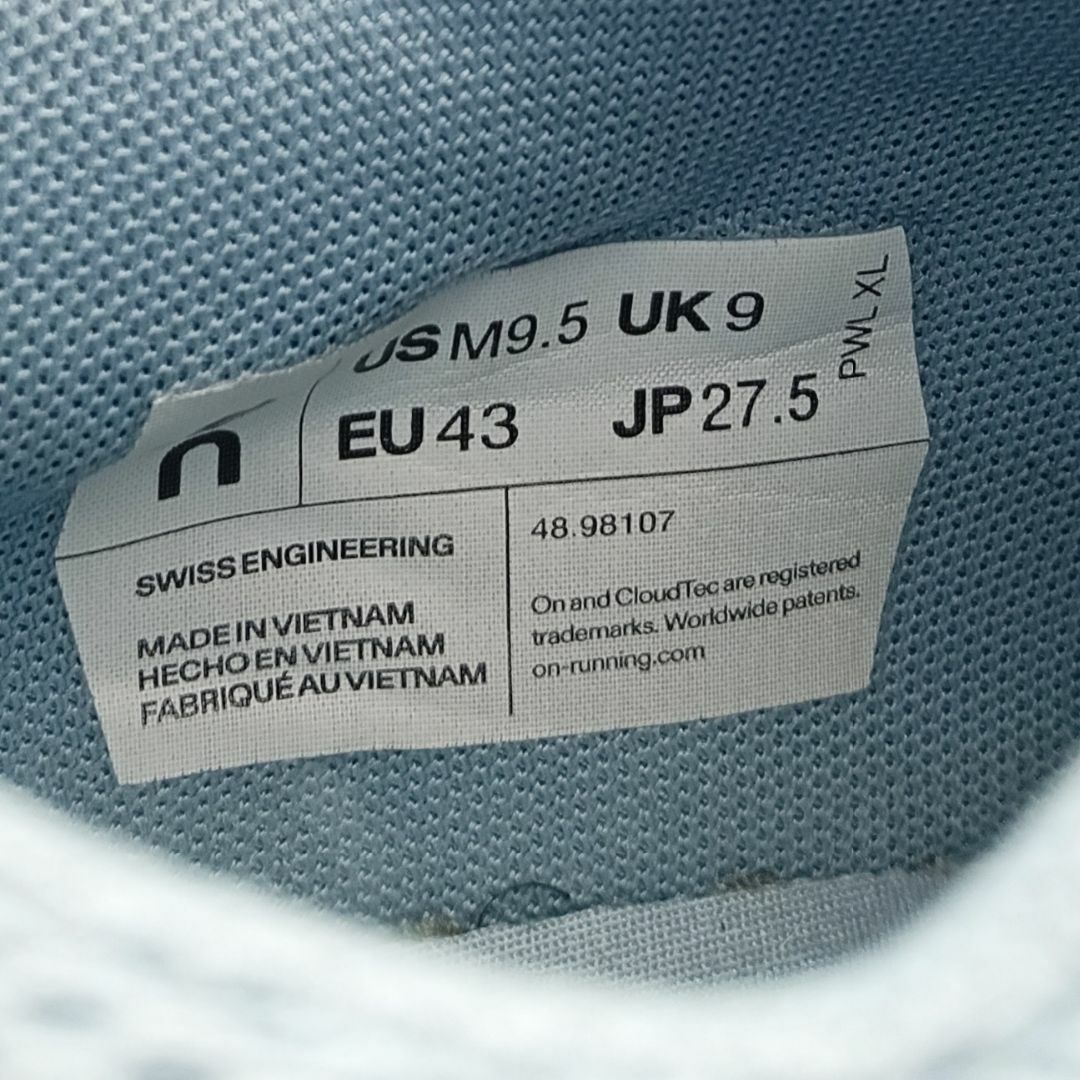 US M9.5 UK 9
EU 43 JP 27.5
PWL XL
SWISS ENGINEERING
MADE IN VIETNAM
HECHO EN VIETNAM
FABRIQUÉ AU VIETNAM
48.98107
On and CloudTec are registered
trademarks. Worldwide patents.
on-running.com